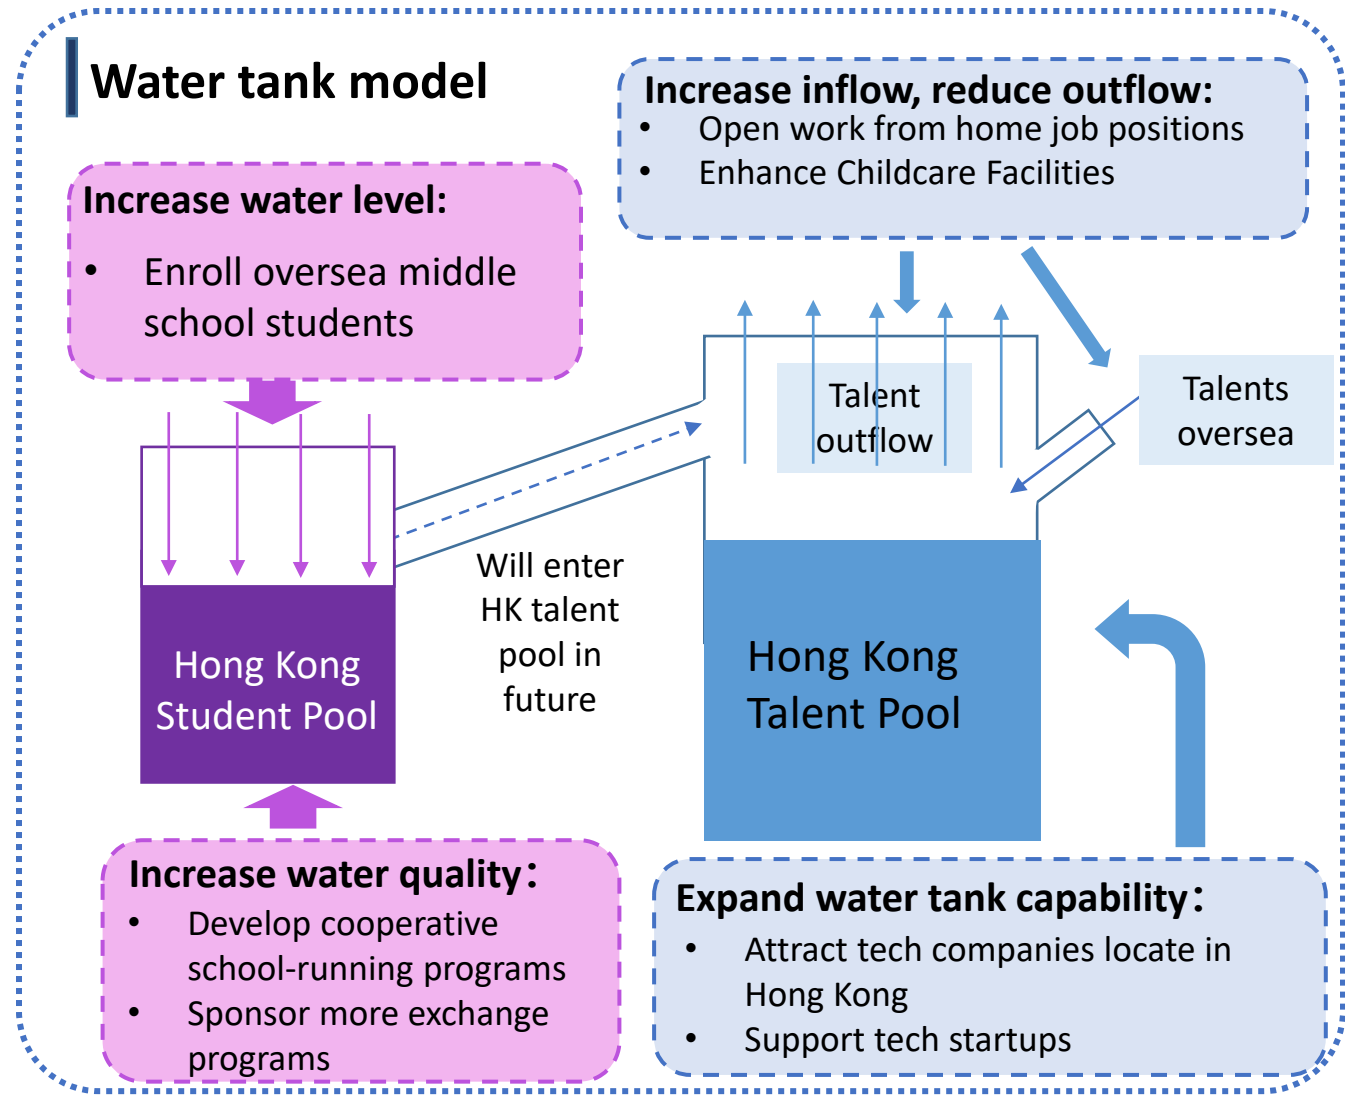 Water tank model
Increase inflow, reduce outflow:
• Open work from home job positions
• Enhance Childcare Facilities
Increase water level:
• Enroll oversea middle
school students
Talent
outflow
Talents
oversea
Will enter
HK talent
pool in
future
Hong Kong
Student Pool
Hong Kong
Talent Pool
Increase water quality：
• Develop cooperative
school-running programs
• Sponsor more exchange
programs
Expand water tank capability：
• Attract tech companies locate in
Hong Kong
• Support tech startups